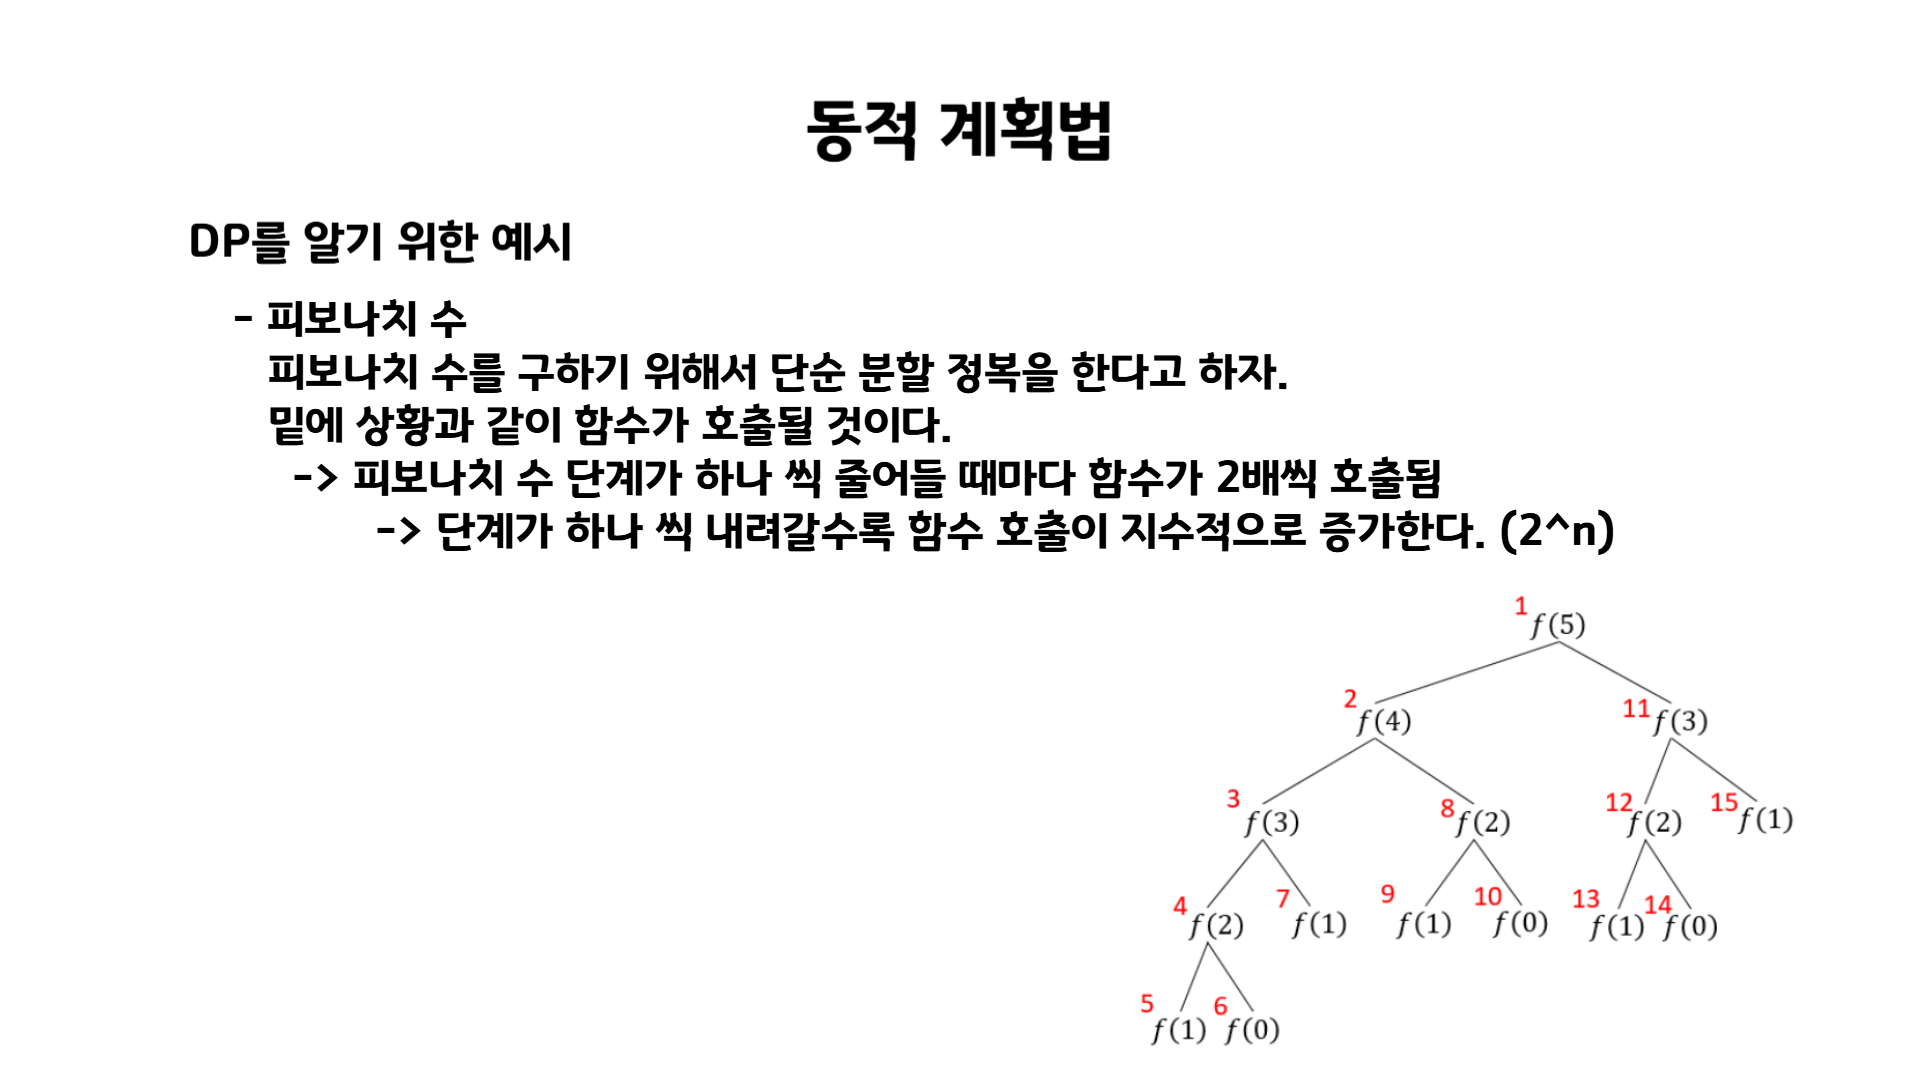 동적 계획법
DP를 알기 위한 예시
- 피보나치 수
피보나치 수를 구하기 위해서 단순 분할 정복을 한다고 하자.
밑에 상황과 같이 함수가 호출될 것이다.
-> 피보나치 수 단계가 하나 씩 줄어들 때마다 함수가 2배씩 호출됨
-> 단계가 하나 씩 내려갈수록 함수 호출이 지수적으로 증가한다. (2^n)
1 f(5)
2 f(4) 11 f(3)
3 f(3) 8 f(2) 12 f(2) 15 f(1)
4 f(2) 7 f(1) 9 f(1) 10 f(0) 13 f(1) 14 f(0)
5 f(1) 6 f(0)